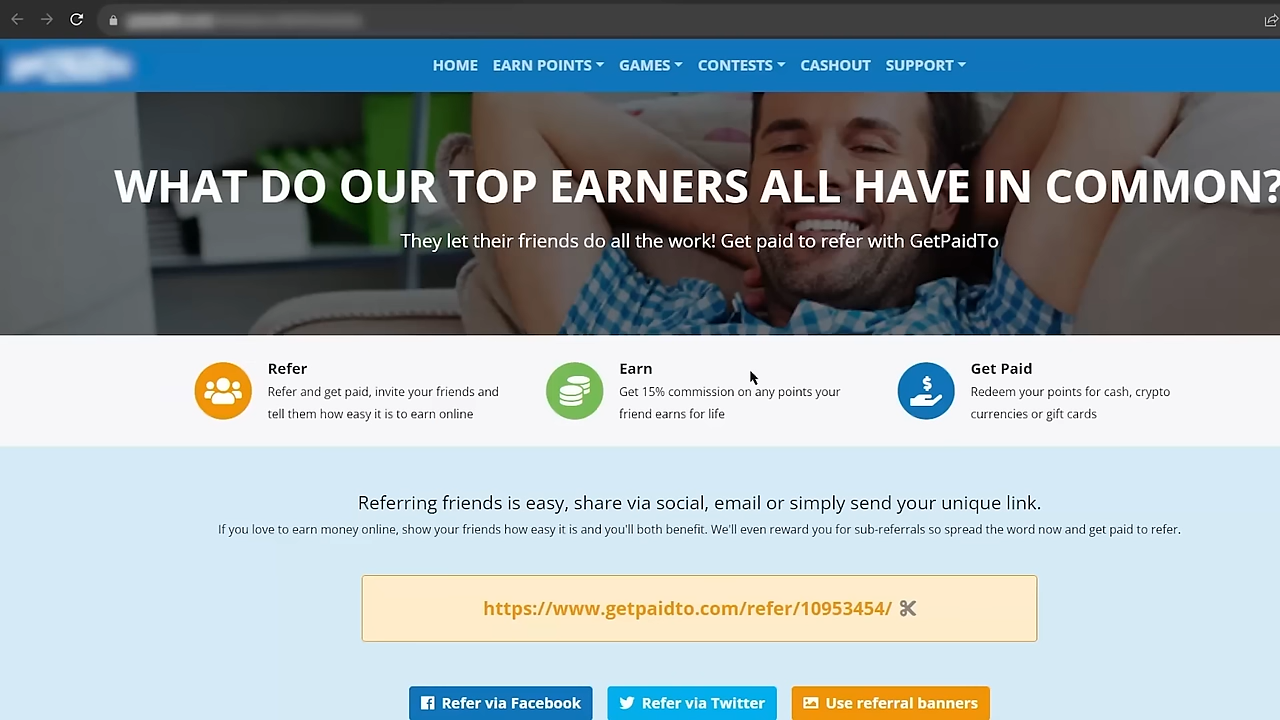 HOME EARN POINTS GAMES CONTESTS CASHOUT SUPPORT
WHAT DO OUR TOP EARNERS ALL HAVE IN COMMON?
They let their friends do all the work! Get paid to refer with GetPaidTo
Refer
Refer and get paid, invite your friends and
tell them how easy it is to earn online
Earn
Get 15% commission on any points your
friend earns for life
Get Paid
Redeem your points for cash, crypto
currencies or gift cards
Referring friends is easy, share via social, email or simply send your unique link.
If you love to earn money online, show your friends how easy it is and you'll both benefit. We'll even reward you for sub-referrals so spread the word now and get paid to refer.
https://www.getpaidto.com/refer/10953454/
Refer via Facebook Refer via Twitter Use referral banners